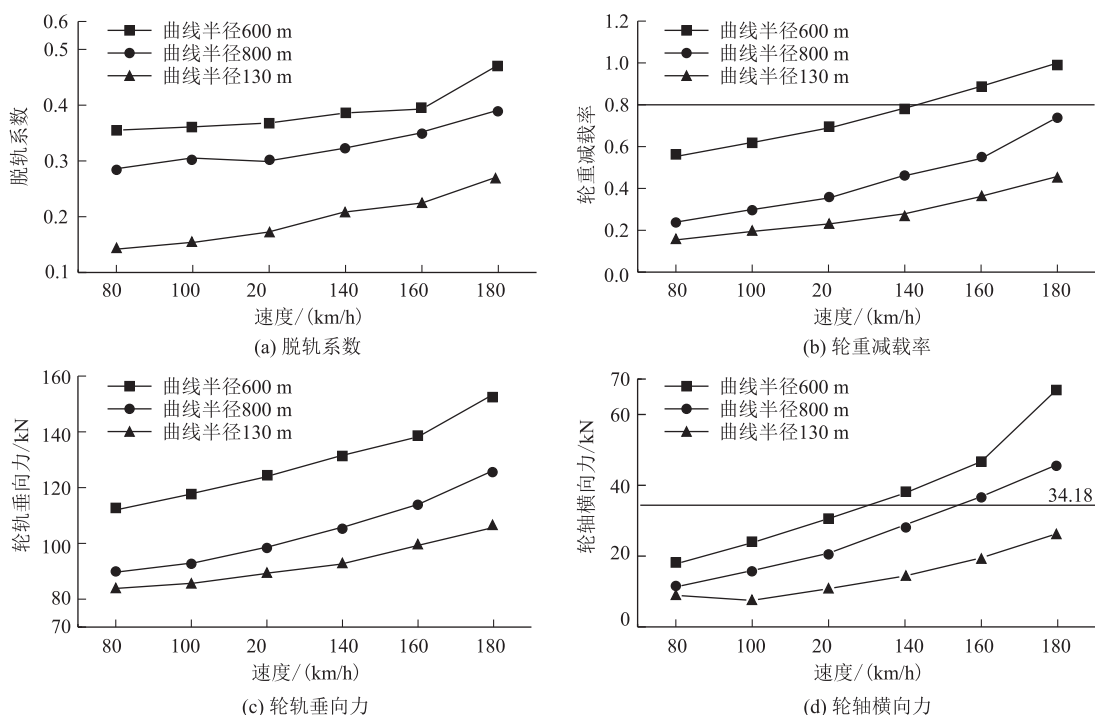 0.6
0.5
0.4
0.3
0.2
0.1
脱轨系数
曲线半径600 m
曲线半径800 m
曲线半径130 m
80 100 20 140 160 180
速度/(km/h)
(a) 脱轨系数
1.2
1.0
0.8
0.6
0.4
0.2
0.0
轮重减载率
曲线半径600 m
曲线半径800 m
曲线半径130 m
80 100 20 140 160 180
速度/(km/h)
(b) 轮重减载率
160
140
120
100
80
70
轮轨垂向力/kN
曲线半径600 m
曲线半径800 m
曲线半径130 m
80 100 20 140 160 180
速度/(km/h)
(c) 轮轨垂向力
70
60
40
20
0
轮轴横向力/kN
曲线半径600 m
曲线半径800 m
曲线半径130 m
34.18
80 100 20 140 160 180
速度/(km/h)
(d) 轮轴横向力